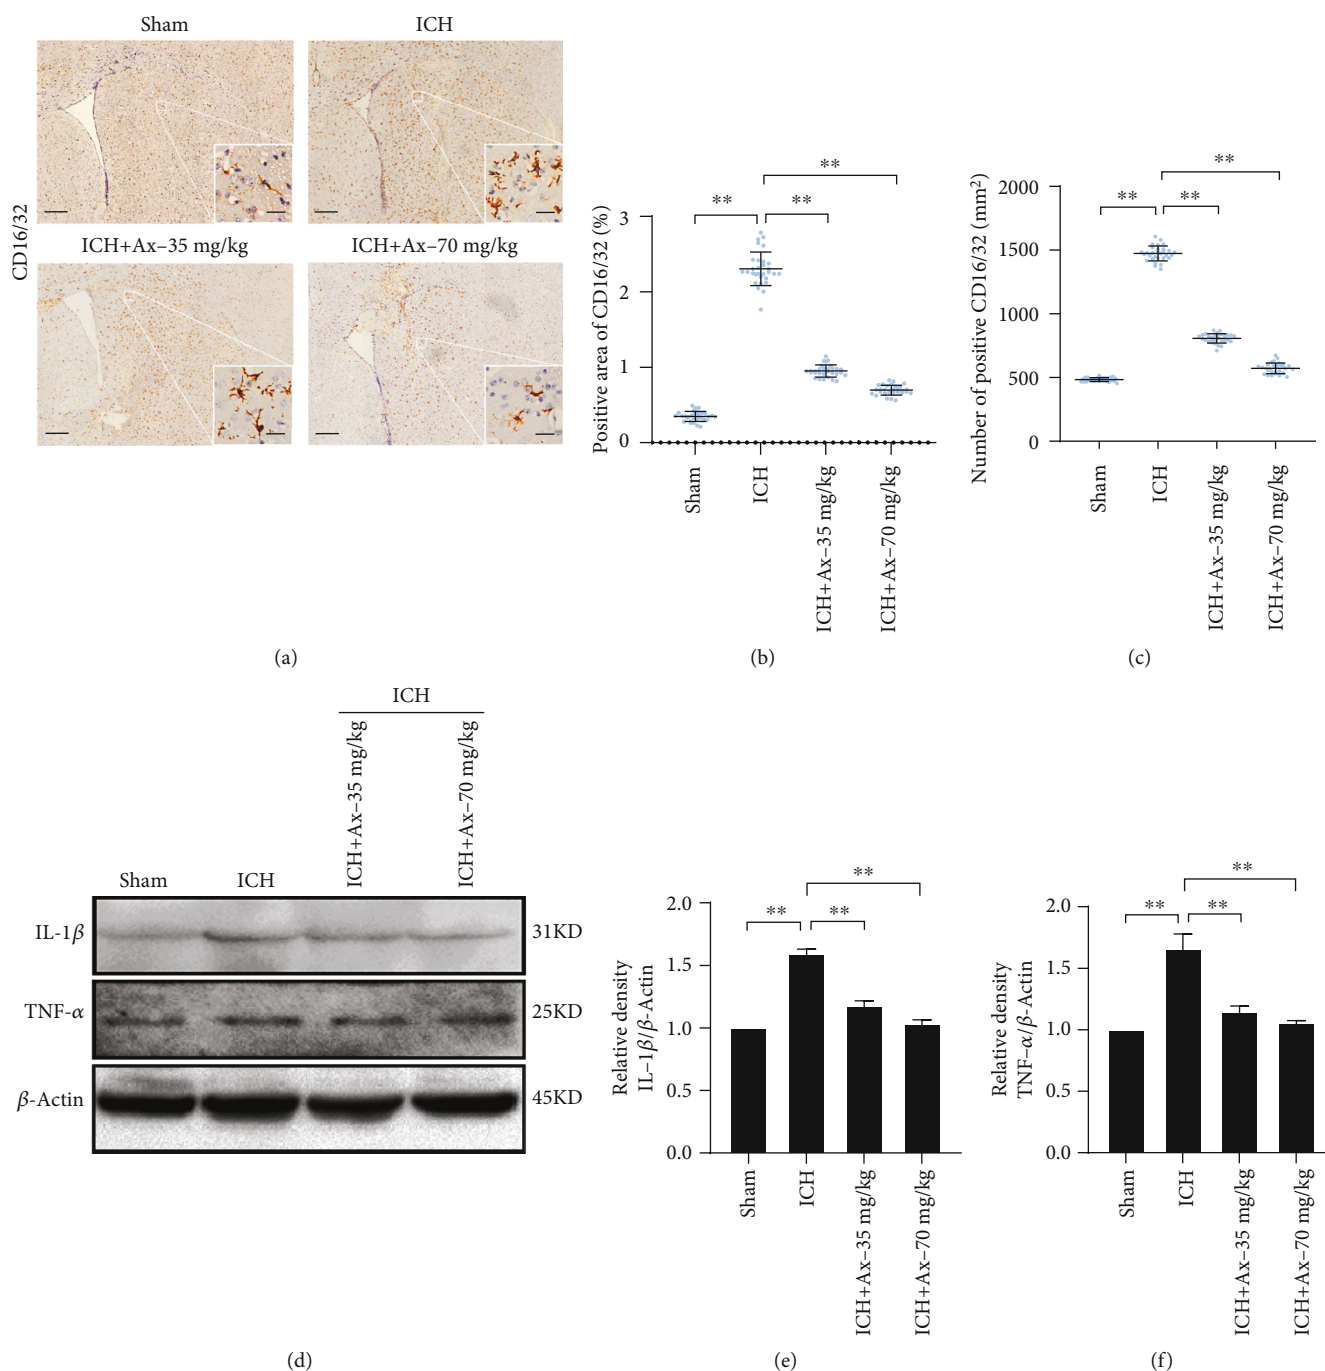 Sham
ICH
CD16/32
ICH+Ax–35 mg/kg
ICH+Ax–70 mg/kg
(a)
Positive area of CD16/32 (%)
3
2
1
0
**
**
**
Sham
ICH
ICH+Ax–35 mg/kg
ICH+Ax–70 mg/kg
(b)
Number of positive CD16/32 (mm²)
2000
1500
1000
500
0
**
**
**
Sham
ICH
ICH+Ax–35 mg/kg
ICH+Ax–70 mg/kg
(c)
ICH
Sham
ICH
ICH+Ax–35 mg/kg
ICH+Ax–70 mg/kg
IL-1β
31KD
TNF-α
25KD
β-Actin
45KD
(d)
Relative density
IL–1β/β-Actin
2.0
1.5
1.0
0.5
0.0
**
**
**
Sham
ICH
ICH+Ax–35 mg/kg
ICH+Ax–70 mg/kg
(e)
Relative density
TNF–α/β-Actin
2.0
1.5
1.0
0.5
0.0
**
**
**
Sham
ICH
ICH+Ax–35 mg/kg
ICH+Ax–70 mg/kg
(f)